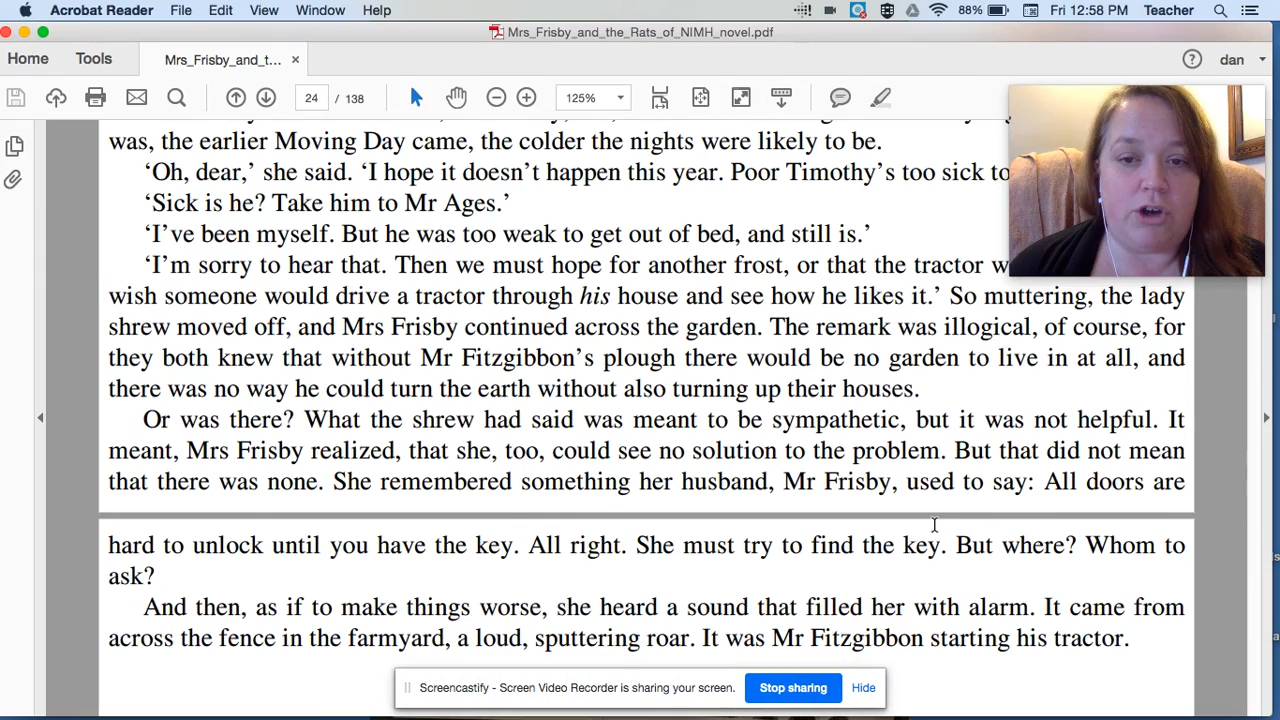 Acrobat Reader File Edit View Window Help 88% Fri 12:58 PM Teacher
Mrs_Frisby_and_the_Rats_of_NIMH_novel.pdf
Home Tools Mrs_Frisby_and_t... × dan
24 / 138 125%
was, the earlier Moving Day came, the colder the nights were likely to be.
‘Oh, dear,’ she said. ‘I hope it doesn’t happen this year. Poor Timothy’s too sick to
‘Sick is he? Take him to Mr Ages.’
‘I’ve been myself. But he was too weak to get out of bed, and still is.’
‘I’m sorry to hear that. Then we must hope for another frost, or that the tractor
wish someone would drive a tractor through his house and see how he likes it.’ So muttering, the lady
shrew moved off, and Mrs Frisby continued across the garden. The remark was illogical, of course, for
they both knew that without Mr Fitzgibbon’s plough there would be no garden to live in at all, and
there was no way he could turn the earth without also turning up their houses.
Or was there? What the shrew had said was meant to be sympathetic, but it was not helpful. It
meant, Mrs Frisby realized, that she, too, could see no solution to the problem. But that did not mean
that there was none. She remembered something her husband, Mr Frisby, used to say: All doors are
hard to unlock until you have the key. All right. She must try to find the key. But where? Whom to
ask?
And then, as if to make things worse, she heard a sound that filled her with alarm. It came from
across the fence in the farmyard, a loud, sputtering roar. It was Mr Fitzgibbon starting his tractor.
Screencastify - Screen Video Recorder is sharing your screen. Stop sharing Hide